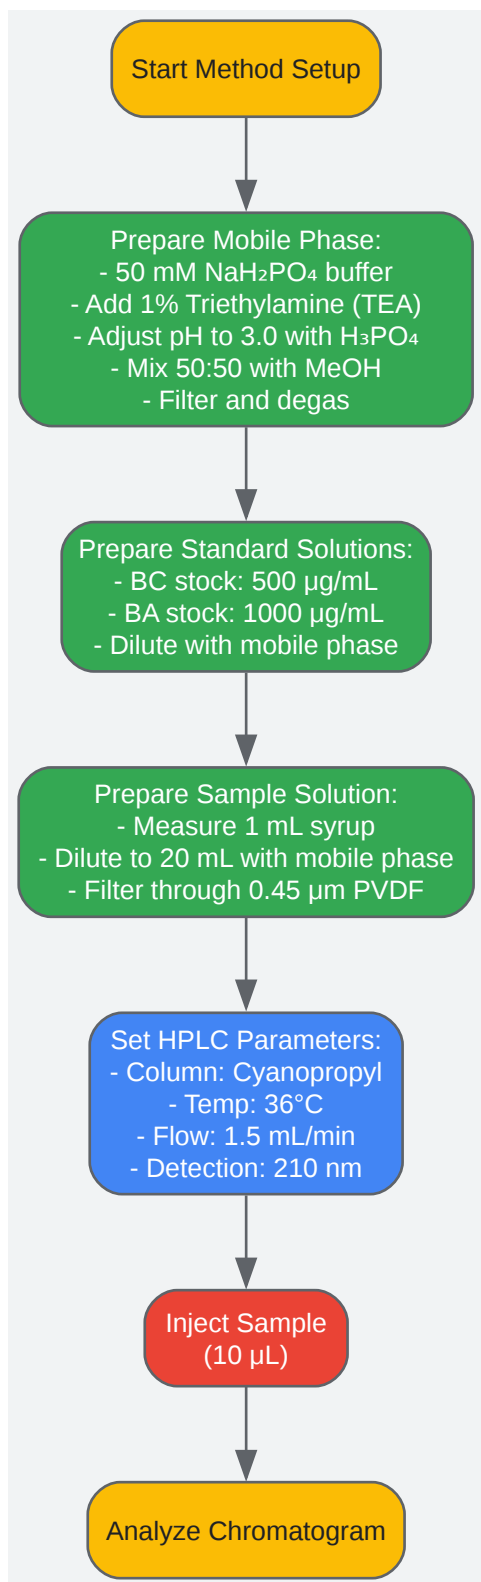 Start Method Setup
Prepare Mobile Phase:
- 50 mM NaH₂PO₄ buffer
- Add 1% Triethylamine (TEA)
- Adjust pH to 3.0 with H₃PO₄
- Mix 50:50 with MeOH
- Filter and degas
Prepare Standard Solutions:
- BC stock: 500 µg/mL
- BA stock: 1000 µg/mL
- Dilute with mobile phase
Prepare Sample Solution:
- Measure 1 mL syrup
- Dilute to 20 mL with mobile phase
- Filter through 0.45 µm PVDF
Set HPLC Parameters:
- Column: Cyanopropyl
- Temp: 36°C
- Flow: 1.5 mL/min
- Detection: 210 nm
Inject Sample
(10 µL)
Analyze Chromatogram